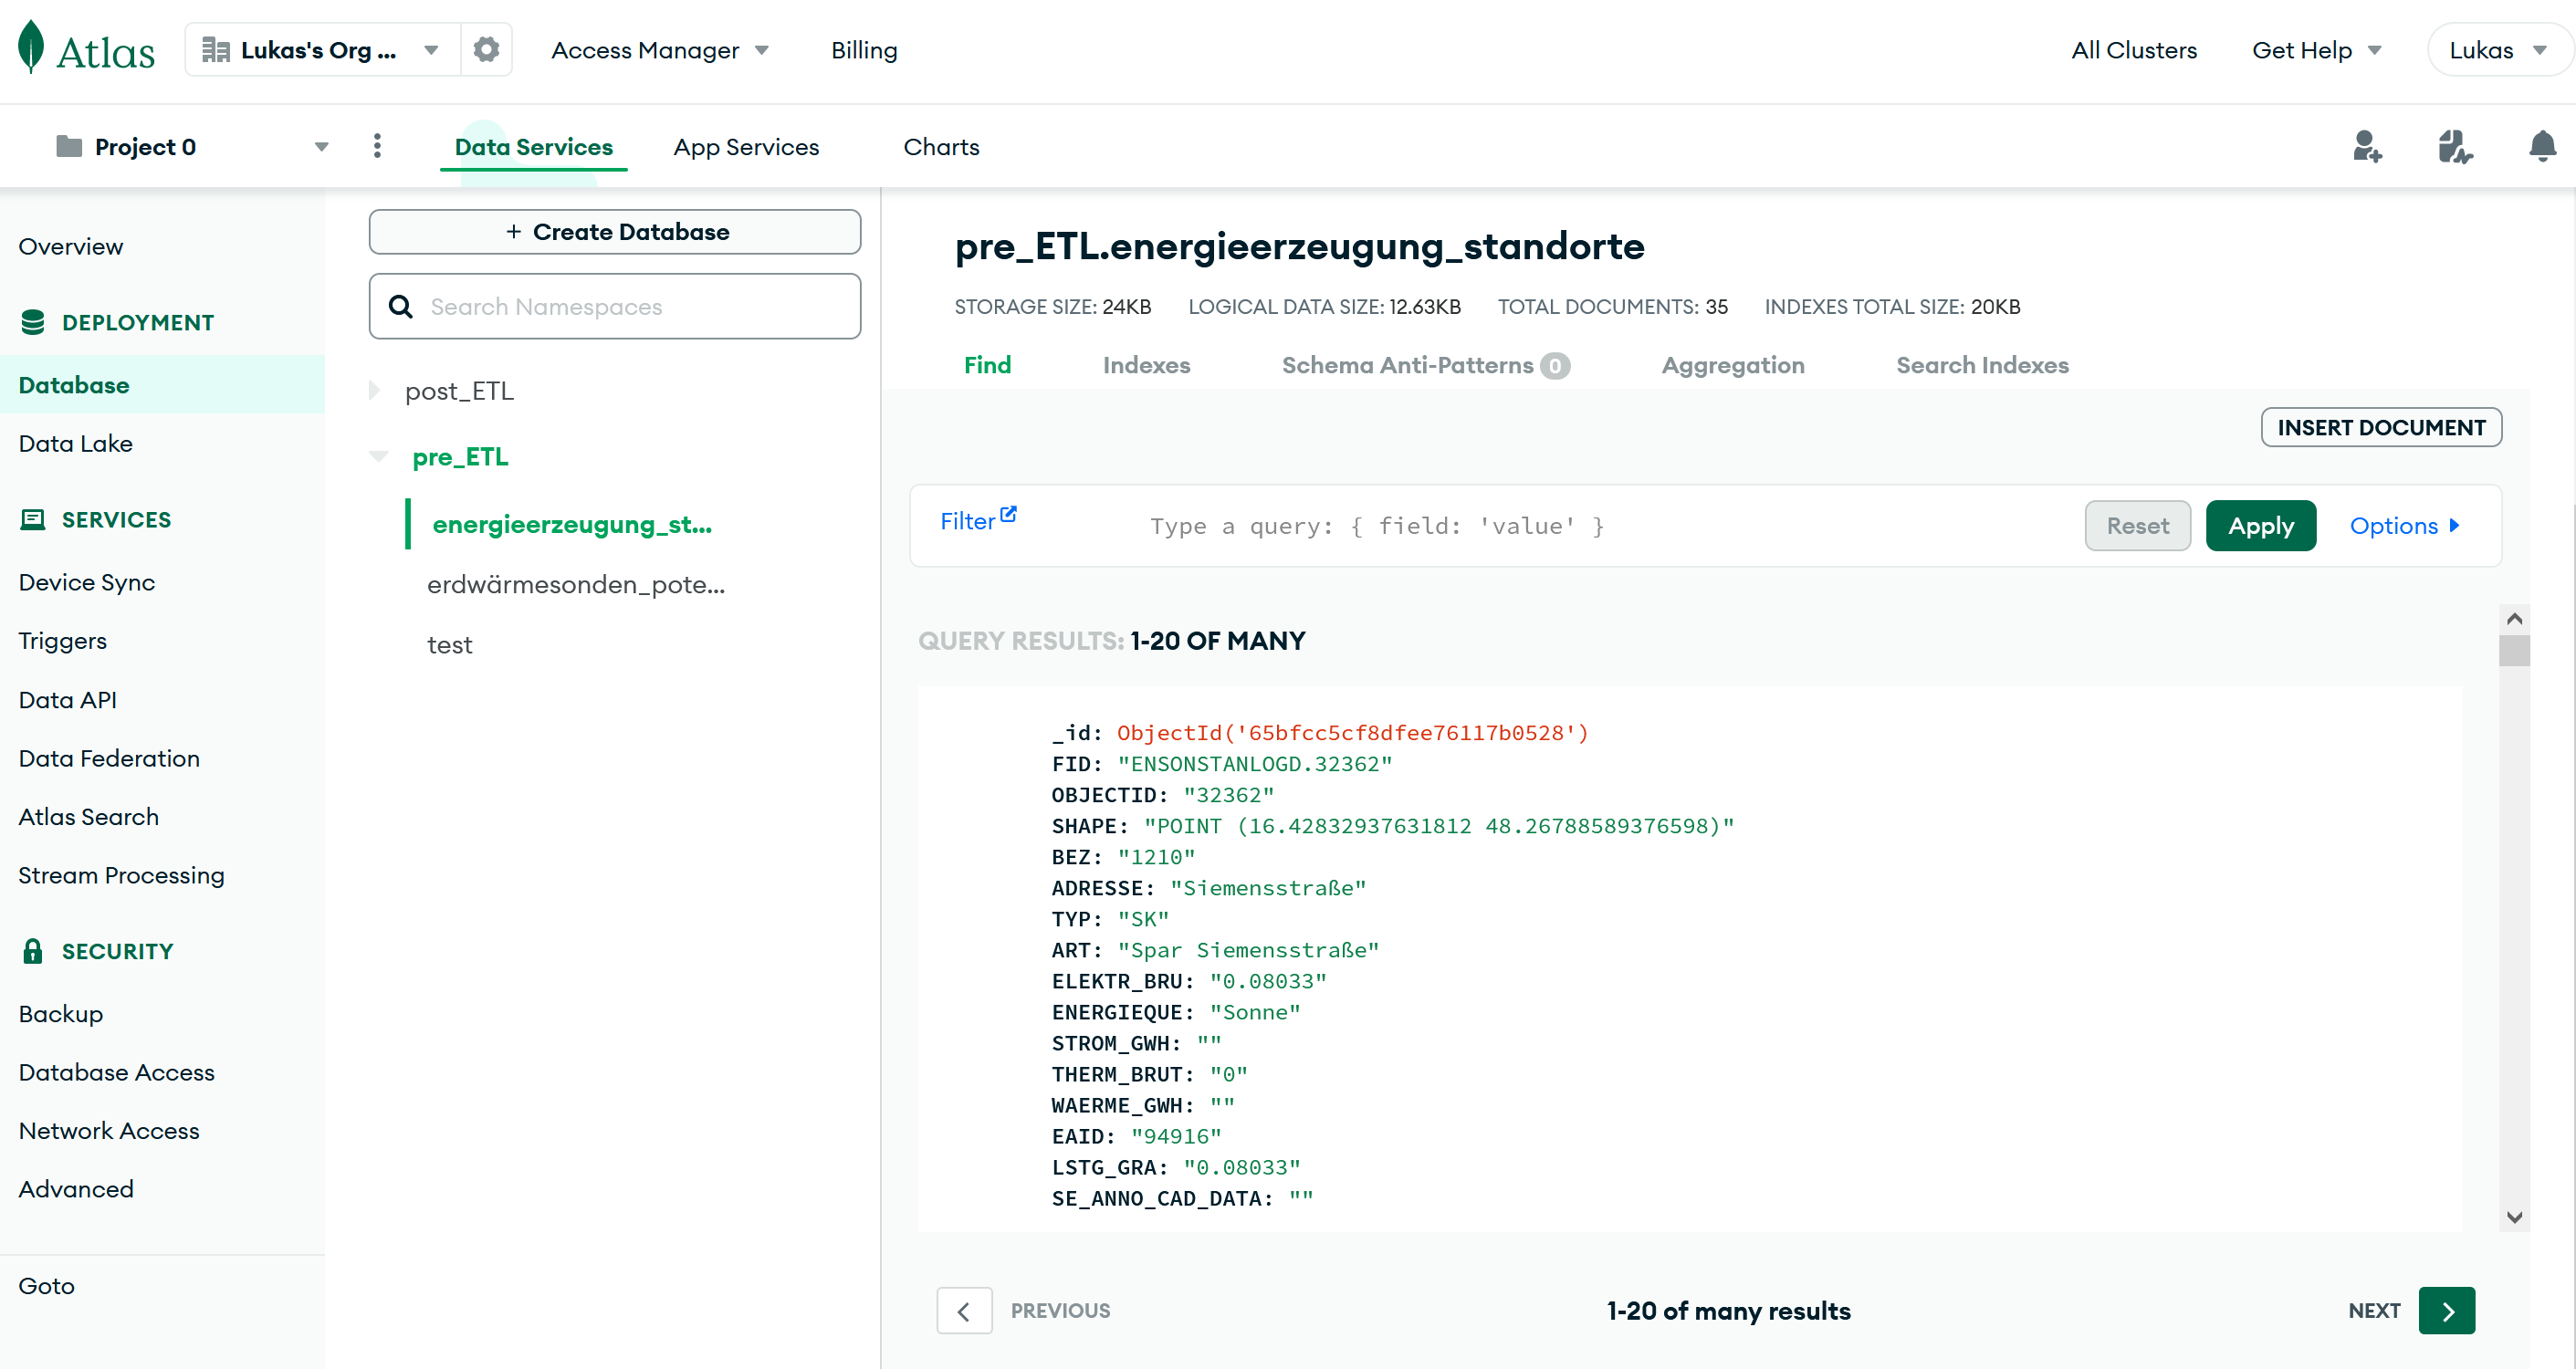 Atlas
Lukas's Org ...
Access Manager
Billing
All Clusters
Get Help
Lukas
Project 0
Data Services
App Services
Charts
Overview
DEPLOYMENT
Database
Data Lake
SERVICES
Device Sync
Triggers
Data API
Data Federation
Atlas Search
Stream Processing
SECURITY
Backup
Database Access
Network Access
Advanced
Goto
+ Create Database
Search Namespaces
post_ETL
pre_ETL
energieerzeugung_st...
erdwärmesonden_pote...
test
pre_ETL.energieerzeugung_standorte
STORAGE SIZE: 24KB LOGICAL DATA SIZE: 12.63KB TOTAL DOCUMENTS: 35 INDEXES TOTAL SIZE: 20KB
Find Indexes Schema Anti-Patterns 0 Aggregation Search Indexes
INSERT DOCUMENT
Filter Type a query: { field: 'value' } Reset Apply Options
QUERY RESULTS: 1-20 OF MANY
_id: ObjectId('65bfcc5cf8dfee76117b0528')
FID: "ENSONSTANLOGD.32362"
OBJECTID: "32362"
SHAPE: "POINT (16.42832937631812 48.26788589376598)"
BEZ: "1210"
ADRESSE: "Siemensstraße"
TYP: "SK"
ART: "Spar Siemensstraße"
ELEKTR_BRU: "0.08033"
ENERGIEQUE: "Sonne"
STROM_GWH: ""
THERM_BRUT: "0"
WAERME_GWH: ""
EAID: "94916"
LSTG_GRA: "0.08033"
SE_ANNO_CAD_DATA: ""
PREVIOUS 1-20 of many results NEXT